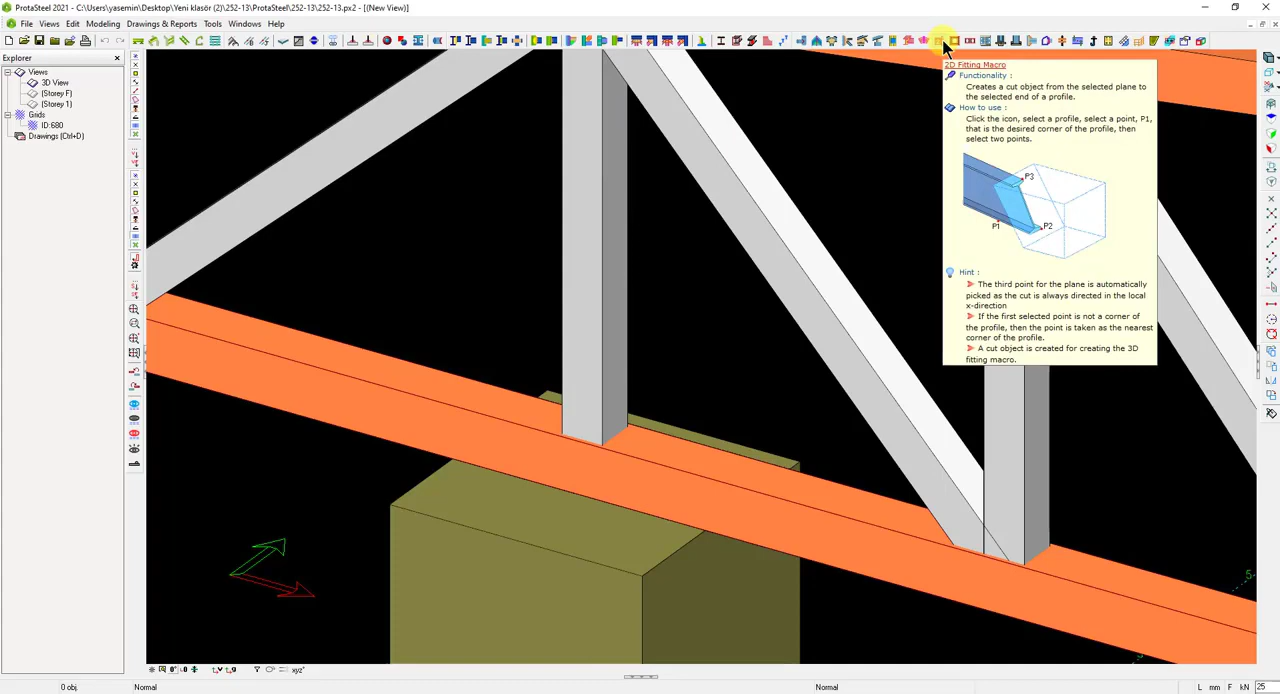 ProtaSteel 2021 - C:\Users\yasemin\Desktop\Yeni klasör (2)\252-13\ProtaSteel\252-13\252-13.px2 - [(New View)]
File Views Edit Modeling Drawings & Reports Tools Windows Help
Explorer
Views
3D View
(Storey F)
(Storey 1)
Grids
ID:680
Drawings (Ctrl+D)
2D Fitting Macro
Functionality :
Creates a cut object from the selected plane to
the selected end of a profile.
How to use :
Click the icon, select a profile, select a point, P1,
that is the desired corner of the profile, then
select two points.
P3
P1
P2
Hint :
The third point for the plane is automatically
picked as the cut is always directed in the local
x-direction
If the first selected point is not a corner of
the profile, then the point is taken as the nearest
corner of the profile.
A cut object is created for creating the 3D
fitting macro.
5
0 obj.
Normal
Normal
L mm F kN 25